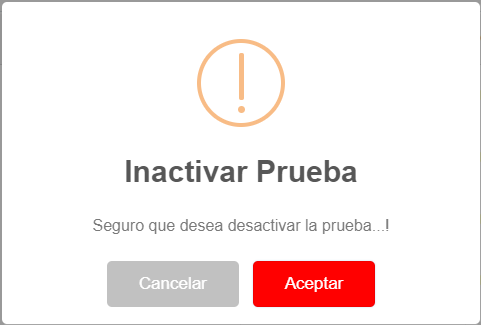 Inactivar Prueba
Seguro que desea desactivar la prueba...!
Cancelar
Aceptar